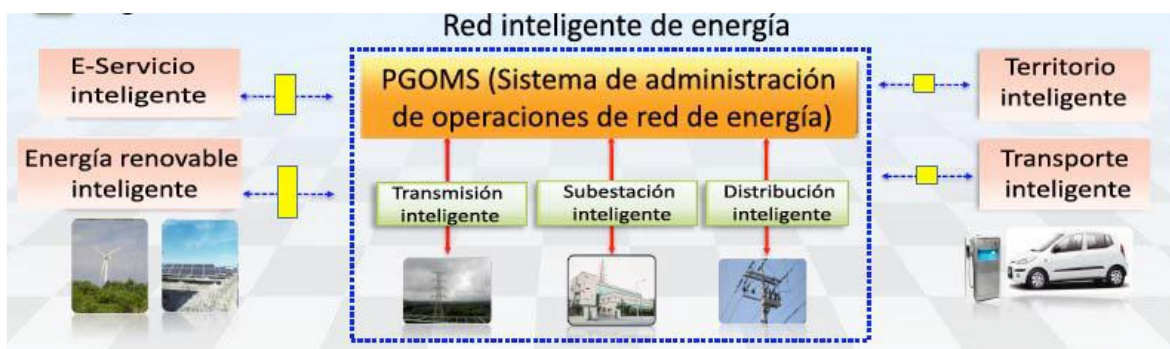 Red inteligente de energía
E-Servicio
inteligente
PGOMS (Sistema de administración
de operaciones de red de energía)
Territorio
inteligente
Energía renovable
inteligente
Transmisión
inteligente
Subestación
inteligente
Distribución
inteligente
Transporte
inteligente